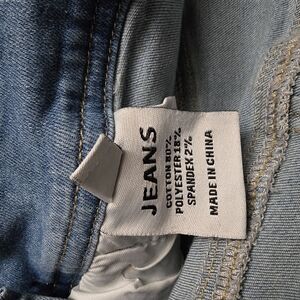 JEANS
COTTON 80%
POLYESTER 18%
SPANDEX 2%
MADE IN CHINA